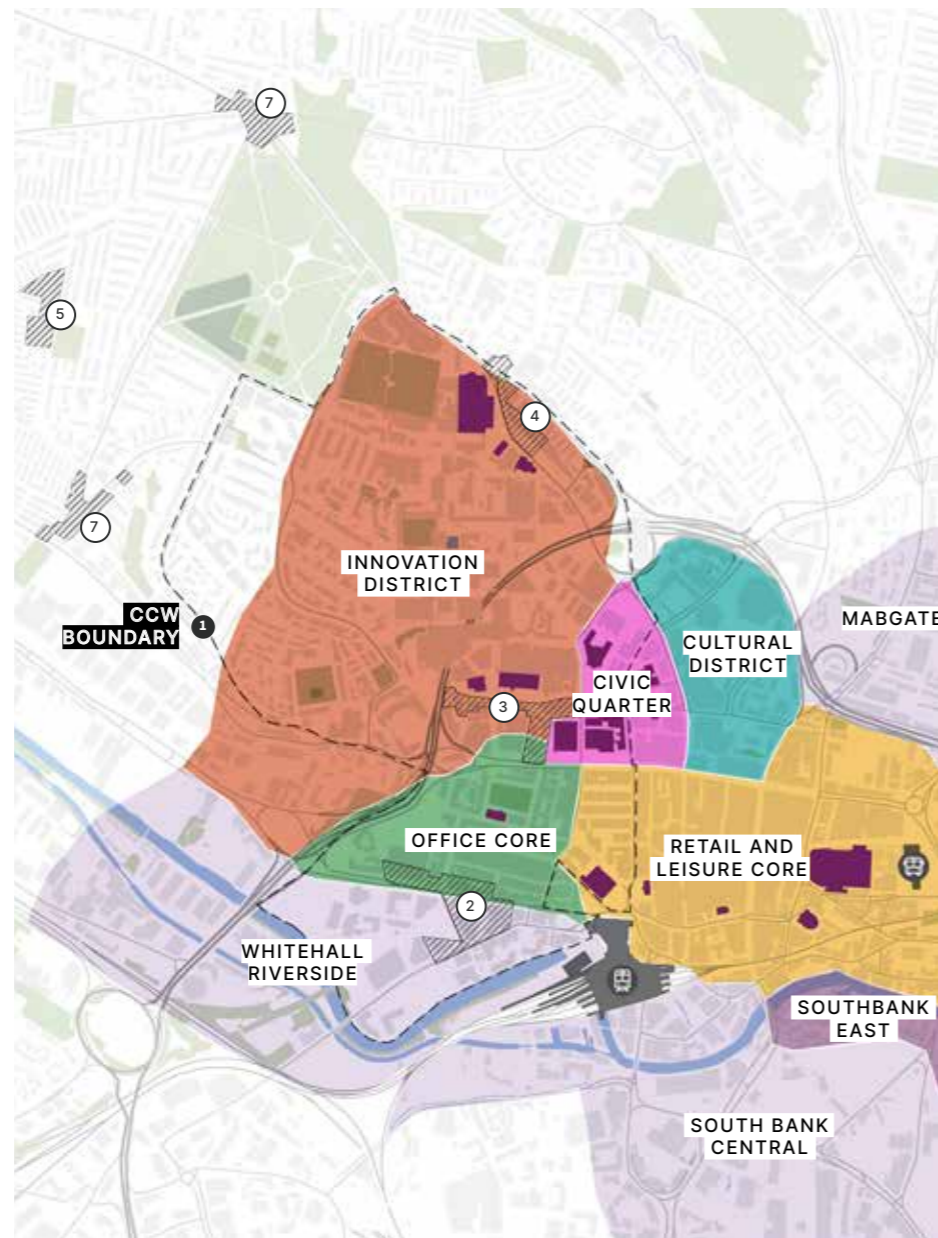 7
5
4
7
INNOVATION
DISTRICT
CCW
BOUNDARY
1
MABGATE
CULTURAL
DISTRICT
CIVIC
QUARTER
3
OFFICE CORE
RETAIL AND
LEISURE CORE
2
WHITEHALL
RIVERSIDE
SOUTHBANK
EAST
SOUTH BANK
CENTRAL